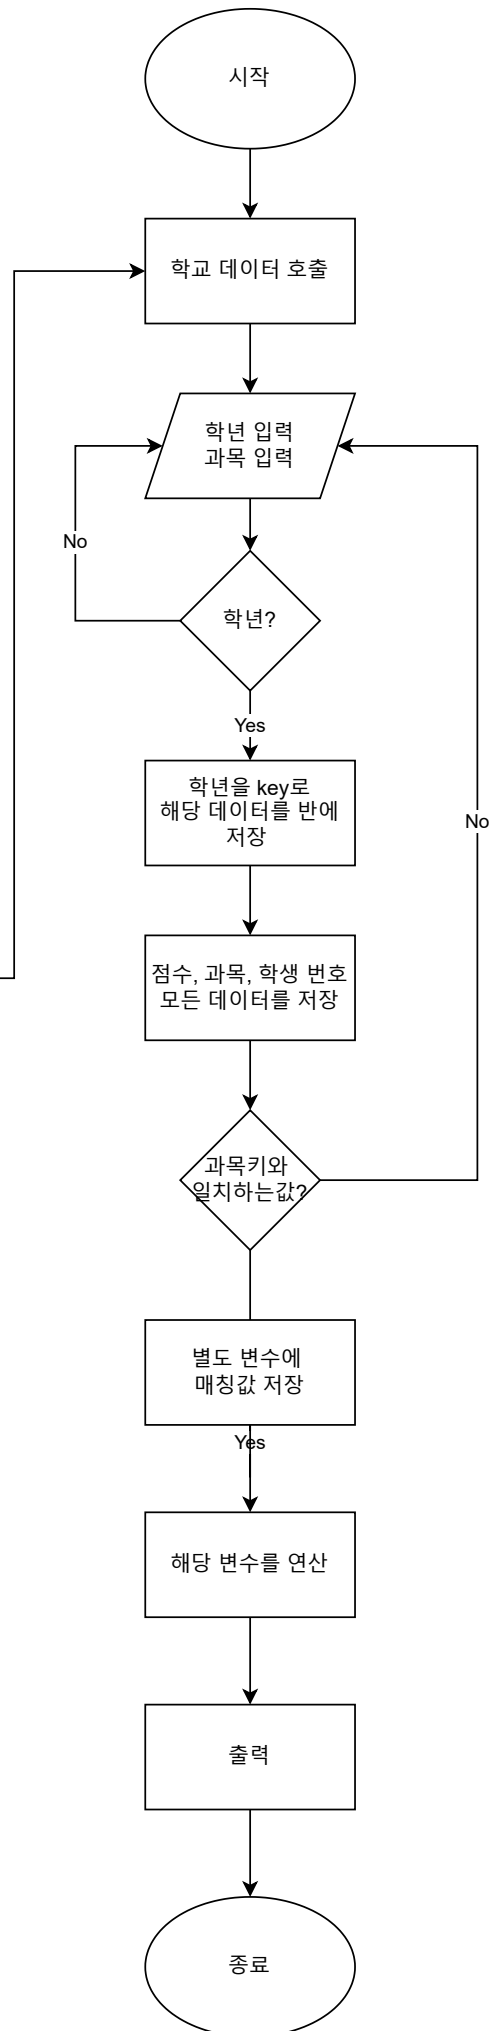 시작
학교 데이터 호출
학년 입력
과목 입력
No
학년?
Yes
학년을 key로
해당 데이터를 반에
저장
No
점수, 과목, 학생 번호
모든 데이터를 저장
과목키와
일치하는값?
별도 변수에
매칭값 저장
Yes
해당 변수를 연산
출력
종료